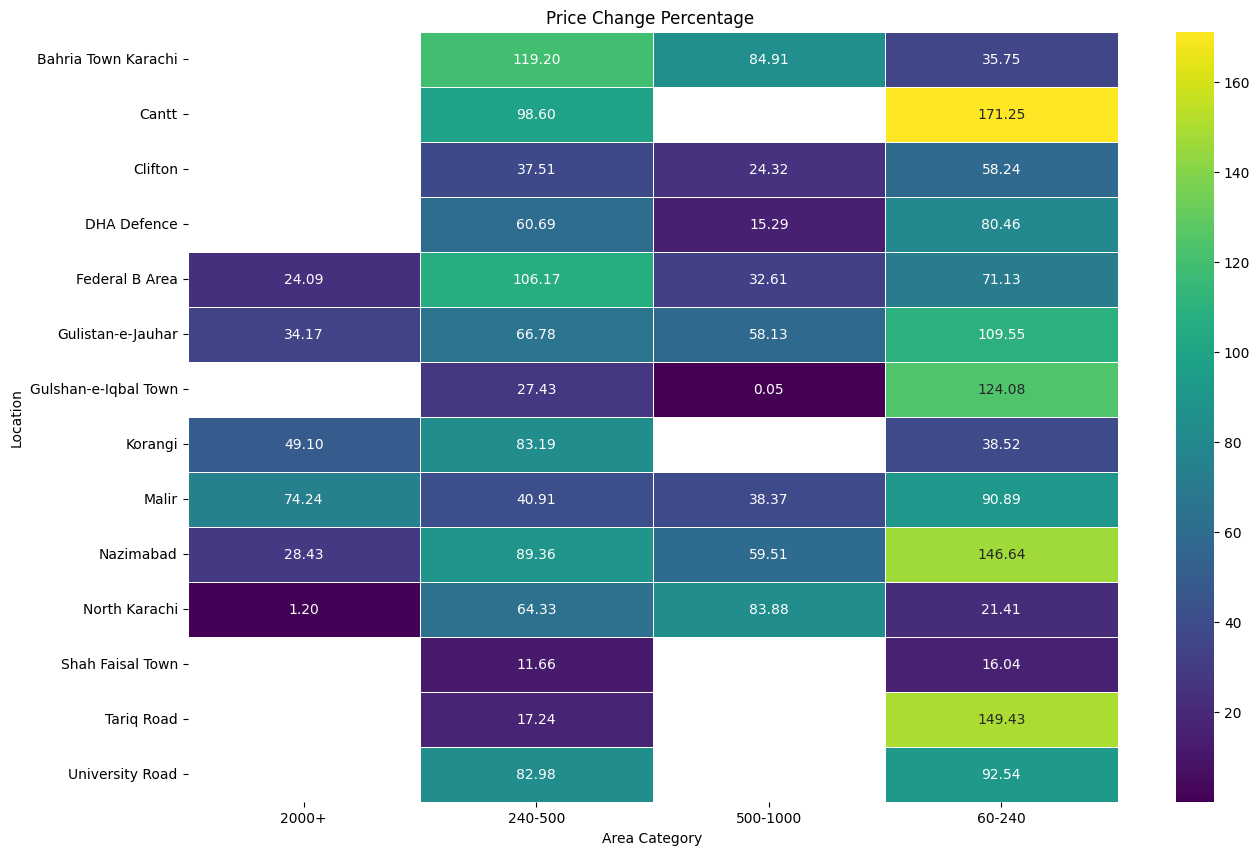 Price Change Percentage
Bahria Town Karachi 119.20 84.91 35.75
160
Cantt 98.60 171.25
140
Clifton 37.51 24.32 58.24
DHA Defence 60.69 15.29 80.46
120
Federal B Area 24.09 106.17 32.61 71.13
Gulistan-e-Jauhar 34.17 66.78 58.13 109.55
100
Gulshan-e-Iqbal Town 27.43 0.05 124.08
Location
Korangi 49.10 83.19 38.52
80
Malir 74.24 40.91 38.37 90.89
60
Nazimabad 28.43 89.36 59.51 146.64
North Karachi 1.20 64.33 83.88 21.41
40
Shah Faisal Town 11.66 16.04
Tariq Road 17.24 149.43
20
University Road 82.98 92.54
2000+ 240-500 500-1000 60-240
Area Category